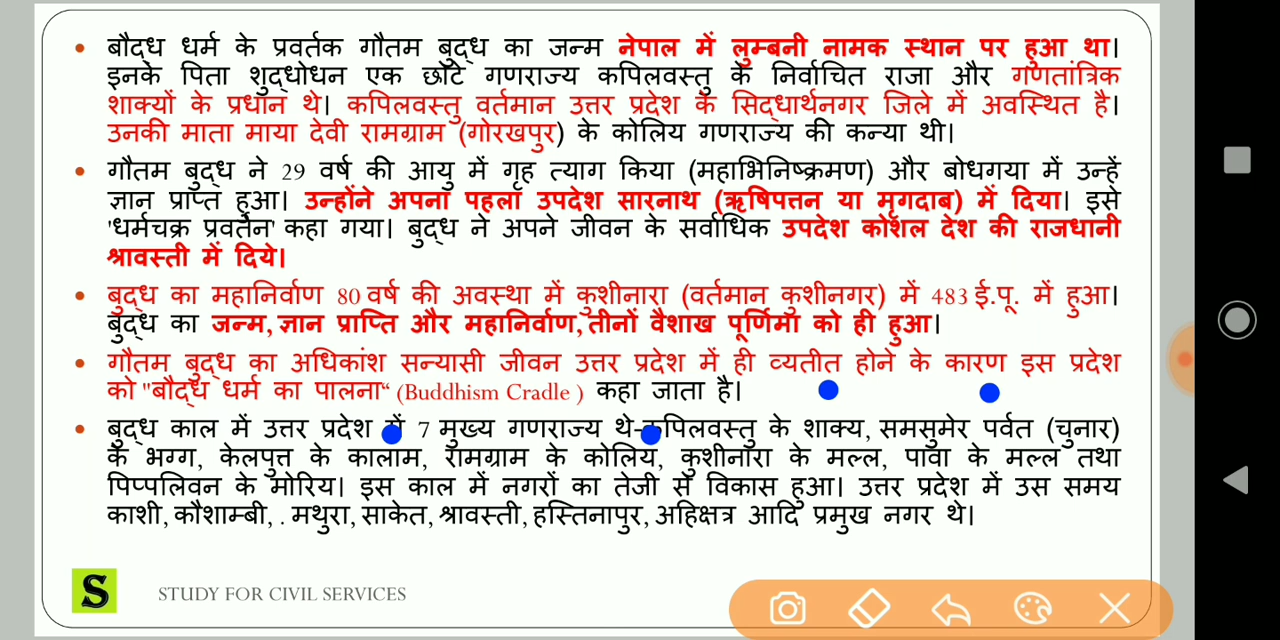 बौद्ध धर्म के प्रवर्तक गौतम बुद्ध का जन्म नेपाल में लुम्बनी नामक स्थान पर हुआ था।
इनके पिता शुद्धोधन एक छोटे गणराज्य कपिलवस्तु के निर्वाचित राजा और गणतांत्रिक
शाक्यों के प्रधान थे। कपिलवस्तु वर्तमान उत्तर प्रदेश के सिद्धार्थनगर जिले में अवस्थित है।
उनकी माता माया देवी रामग्राम (गोरखपुर) के कोलिय गणराज्य की कन्या थी।
गौतम बुद्ध ने 29 वर्ष की आयु में गृह त्याग किया (महाभिनिष्क्रमण) और बोधगया में उन्हें
ज्ञान प्राप्त हुआ। उन्होंने अपना पहला उपदेश सारनाथ (ऋषिपत्तन या मृगदाब) में दिया। इसे
'धर्मचक्र प्रवर्तन' कहा गया। बुद्ध ने अपने जीवन के सर्वाधिक उपदेश कोशल देश की राजधानी
श्रावस्ती में दिये।
बुद्ध का महानिर्वाण 80 वर्ष की अवस्था में कुशीनारा (वर्तमान कुशीनगर) में 483 ई.पू. में हुआ।
बुद्ध का जन्म, ज्ञान प्राप्ति और महानिर्वाण, तीनों वैशाख पूर्णिमा को ही हुआ।
गौतम बुद्ध का अधिकांश सन्यासी जीवन उत्तर प्रदेश में ही व्यतीत होने के कारण इस प्रदेश
को "बौद्ध धर्म का पालना“ (Buddhism Cradle ) कहा जाता है।
बुद्ध काल में उत्तर प्रदेश में 7 मुख्य गणराज्य थे-कपिलवस्तु के शाक्य, समसुमेर पर्वत (चुनार)
के भग्ग, केलपुत्त के कालाम, रामग्राम के कोलिय, कुशीनारा के मल्ल, पावा के मल्ल तथा
पिप्पलिवन के मोरिय। इस काल में नगरों का तेजी से विकास हुआ। उत्तर प्रदेश में उस समय
काशी, कौशाम्बी, . मथुरा, साकेत, श्रावस्ती, हस्तिनापुर, अहिक्षत्र आदि प्रमुख नगर थे।
S STUDY FOR CIVIL SERVICES